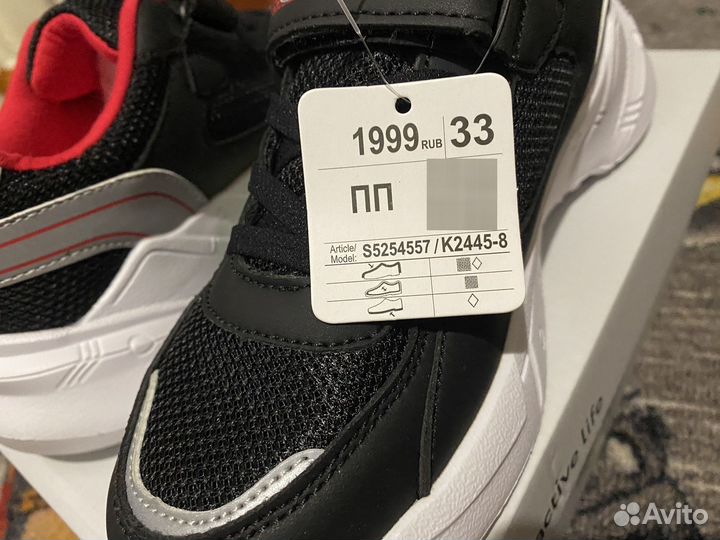 1999 RUB 33
ПП
Article/ Model: S5254557 / K2445-8
active life
Avito